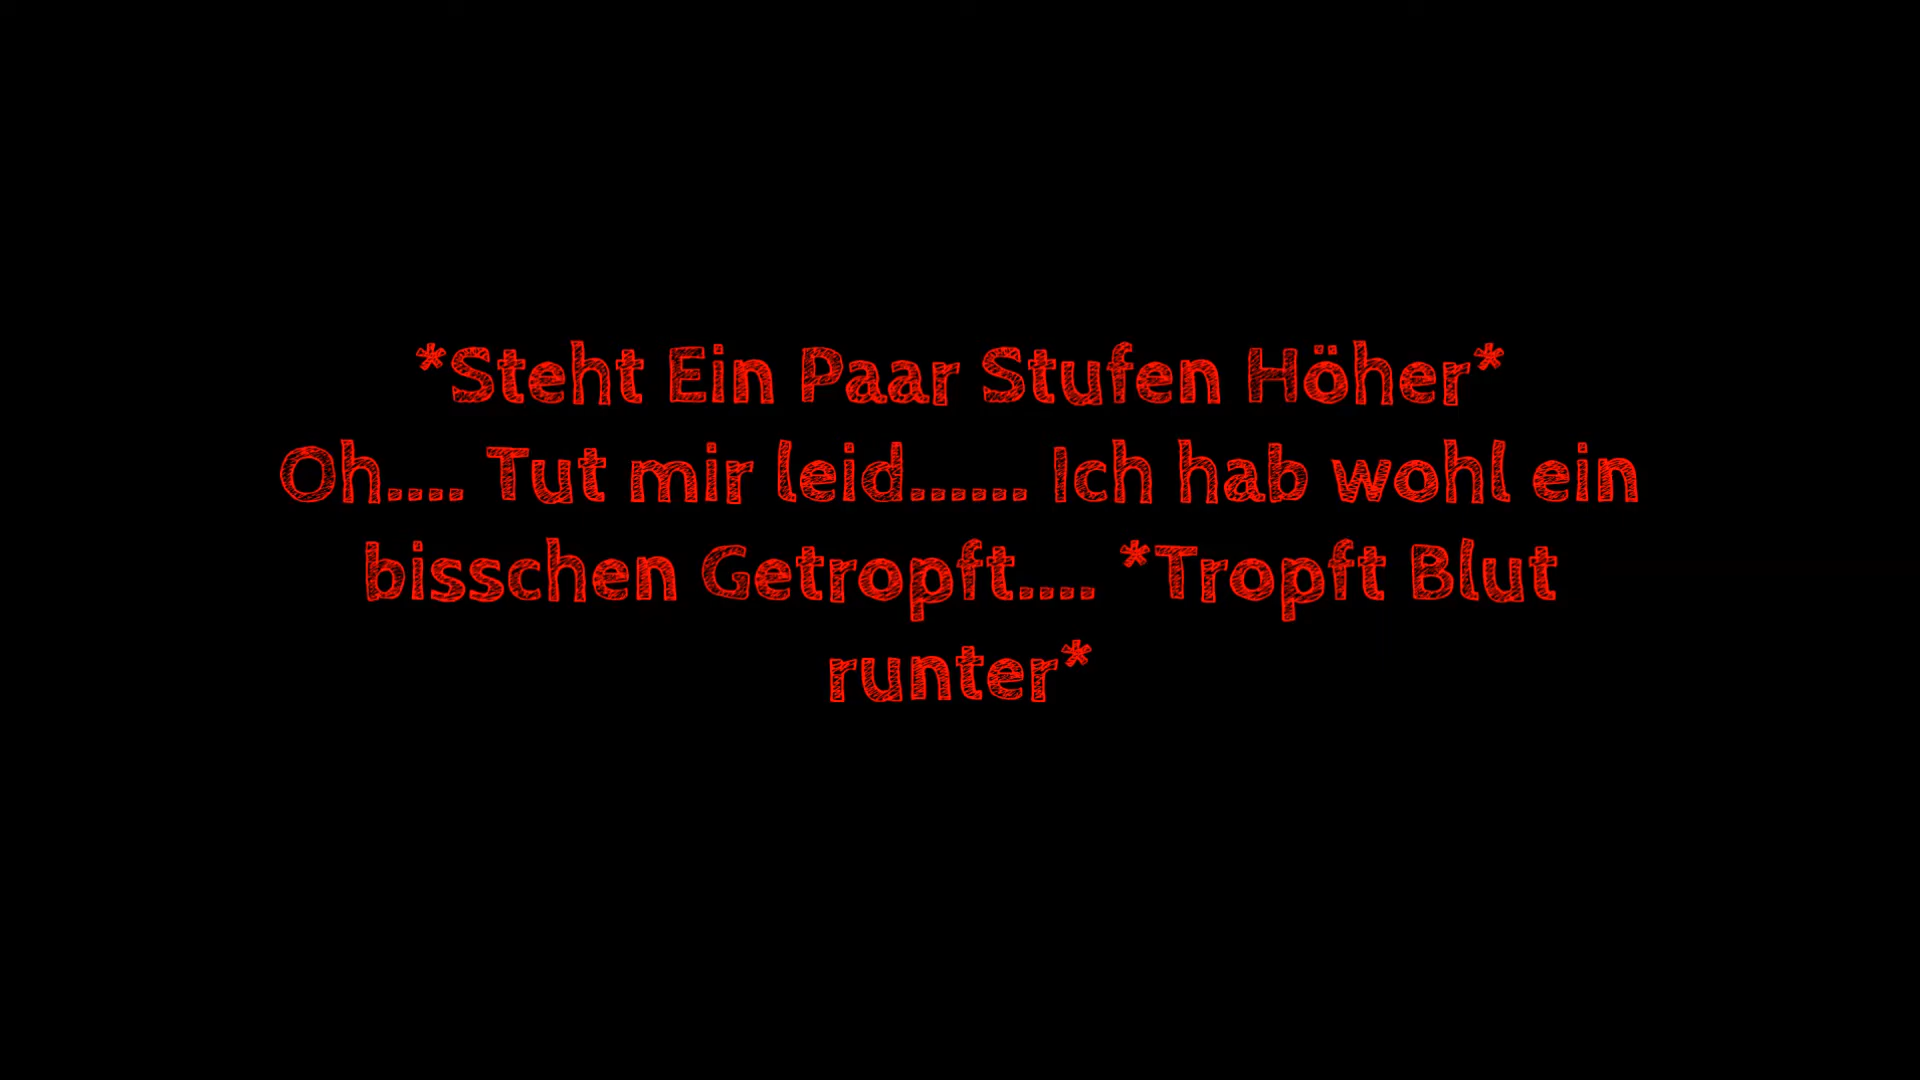 *Steht Ein Paar Stufen Höher*
Oh.... Tut mir leid...... Ich hab wohl ein
bisschen Getropft.... *Tropft Blut
runter*